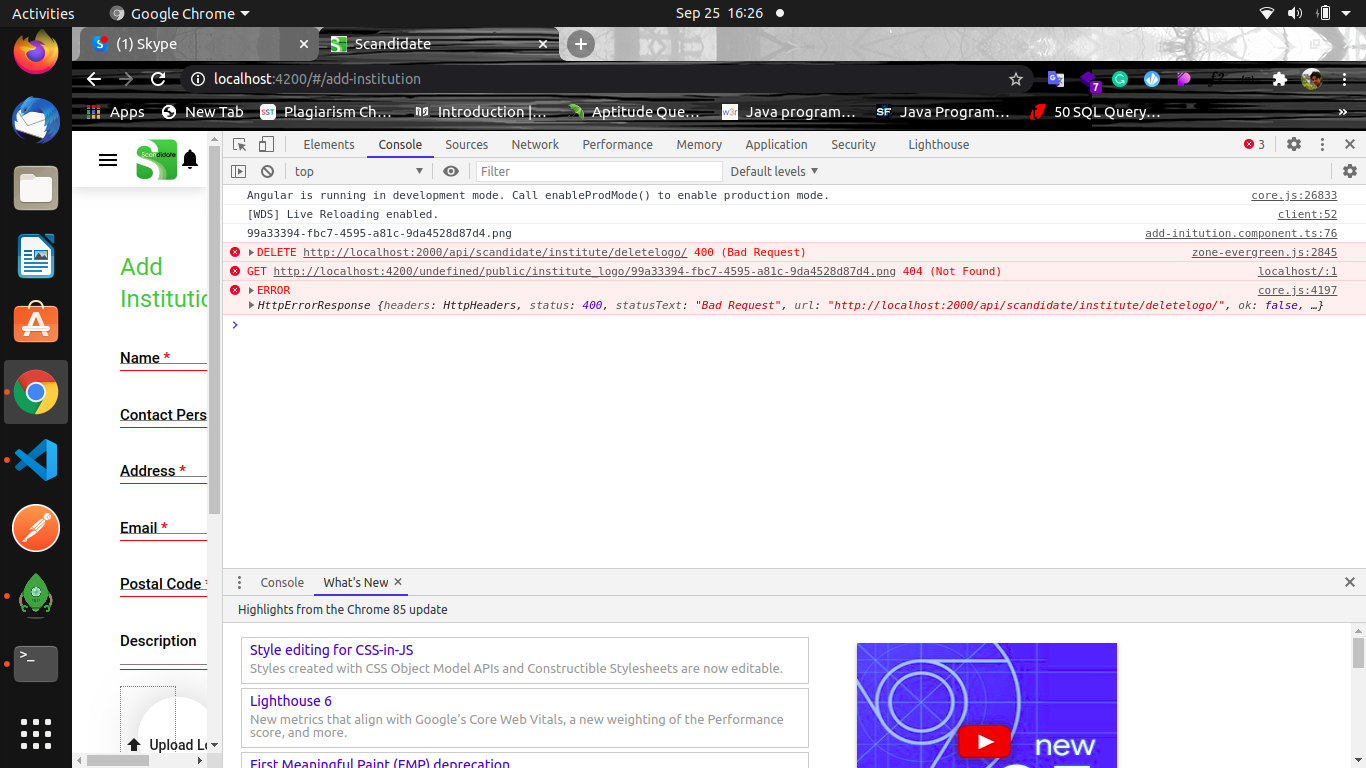 Activities
Google Chrome
Sep 25 16:26
(1) Skype
Scandidate
localhost:4200/#/add-institution
7
Apps
New Tab
SST
Plagiarism Ch...
Introduction |...
Aptitude Que...
w3r
Java program...
SF
Java Program...
50 SQL Query...
»
Scandidate
Elements
Console
Sources
Network
Performance
Memory
Application
Security
Lighthouse
3
top
Filter
Default levels
Angular is running in development mode. Call enableProdMode() to enable production mode.
core.js:26833
[WDS] Live Reloading enabled.
client:52
99a33394-fbc7-4595-a81c-9da4528d87d4.png
add-initution.component.ts:76
DELETE http://localhost:2000/api/scandidate/institute/deletelogo/ 400 (Bad Request)
zone-evergreen.js:2845
GET http://localhost:4200/undefined/public/institute_logo/99a33394-fbc7-4595-a81c-9da4528d87d4.png 404 (Not Found)
localhost/:1
ERROR
core.js:4197
HttpErrorResponse {headers: HttpHeaders, status: 400, statusText: "Bad Request", url: "http://localhost:2000/api/scandidate/institute/deletelogo/", ok: false, …}
Add
Institutio
Name *
Contact Pers
Address *
Email *
Postal Code *
Description
Upload Lo
Console
What's New
Highlights from the Chrome 85 update
Style editing for CSS-in-JS
Styles created with CSS Object Model APIs and Constructible Stylesheets are now editable.
Lighthouse 6
New metrics that align with Google's Core Web Vitals, a new weighting of the Performance
score, and more.
First Meaningful Paint (FMP) deprecation
new